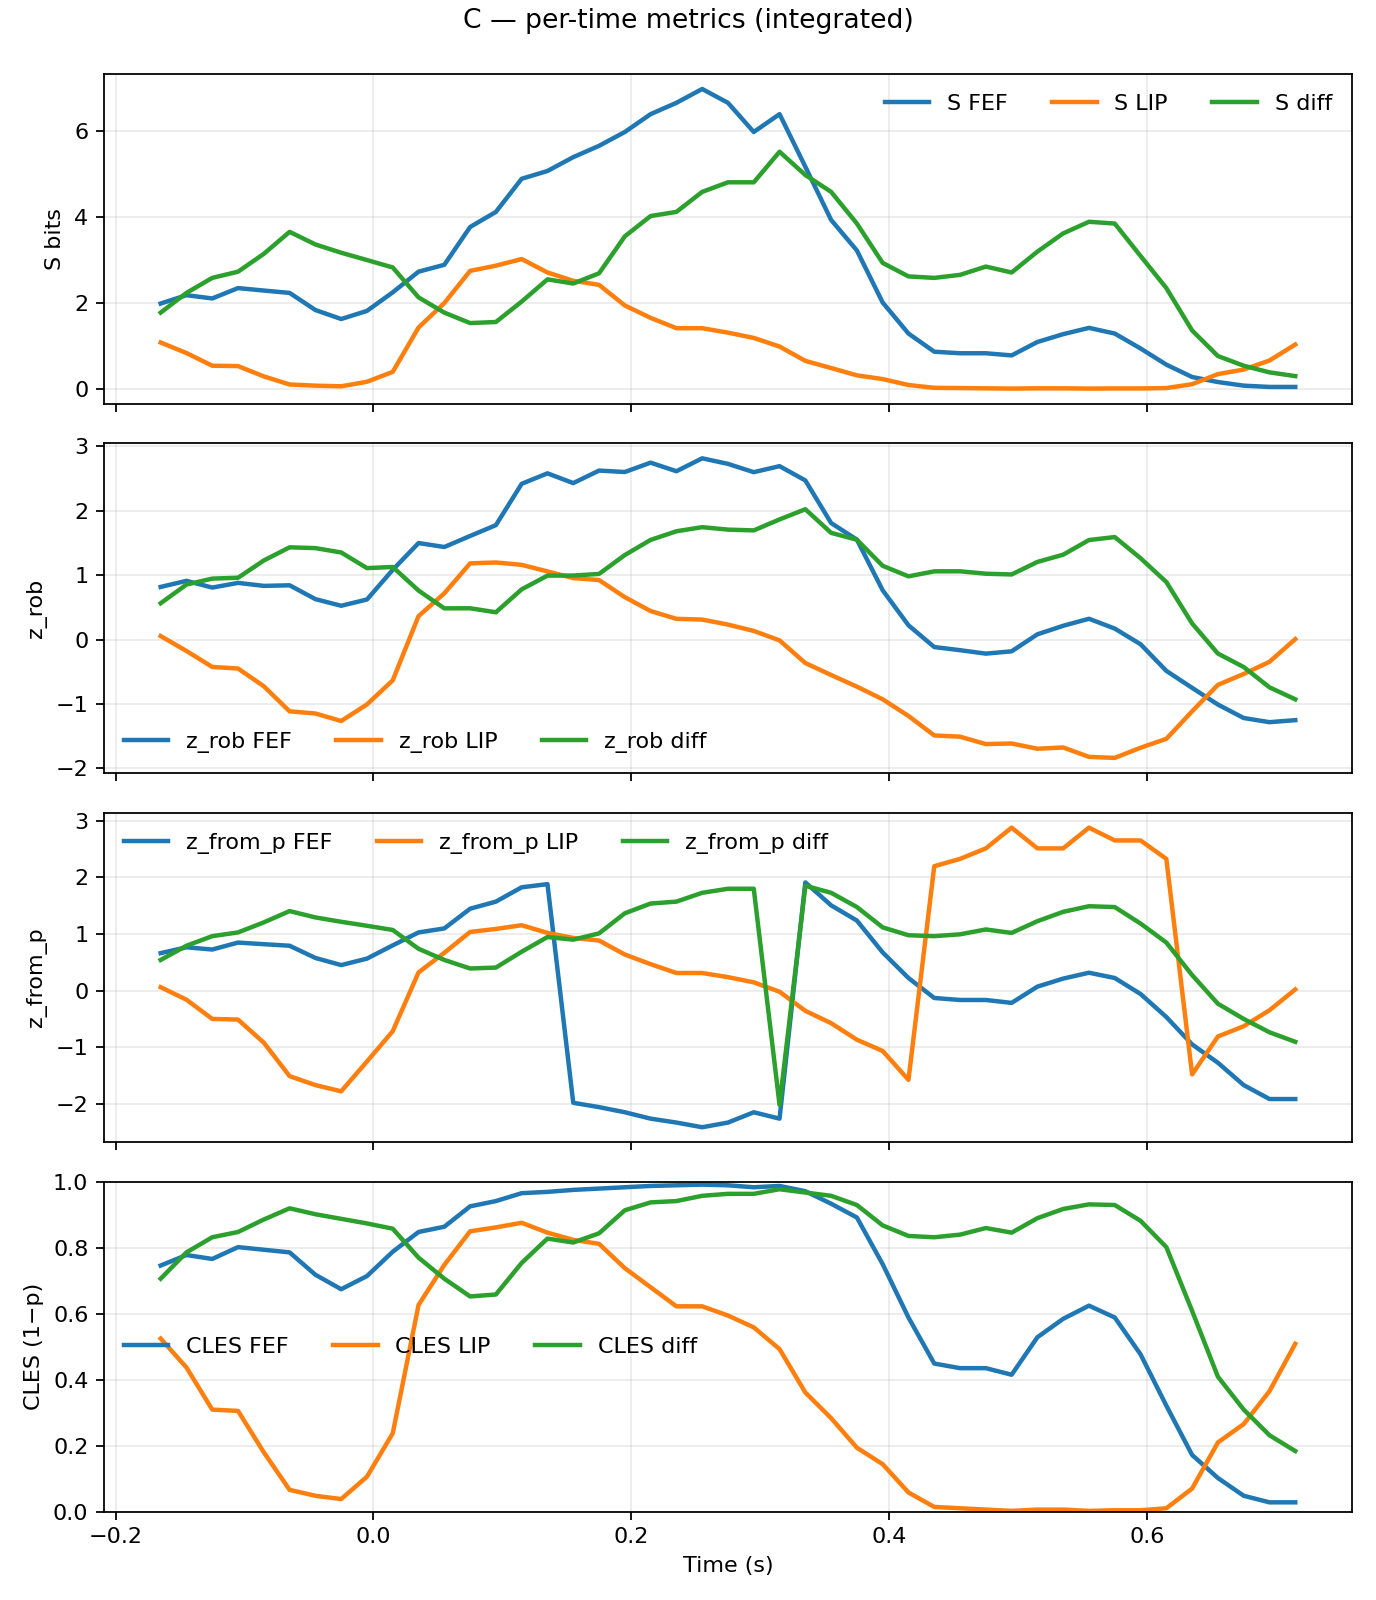 C — per-time metrics (integrated)
S FEF S LIP S diff
6
4
2
0
S bits
3
2
1
0
−1
−2
z_rob
z_rob FEF z_rob LIP z_rob diff
z_from_p FEF z_from_p LIP z_from_p diff
3
2
1
0
−1
−2
z_from_p
1.0
0.8
0.6
0.4
0.2
0.0
CLES (1−p)
CLES FEF CLES LIP CLES diff
−0.2 0.0 0.2 0.4 0.6
Time (s)